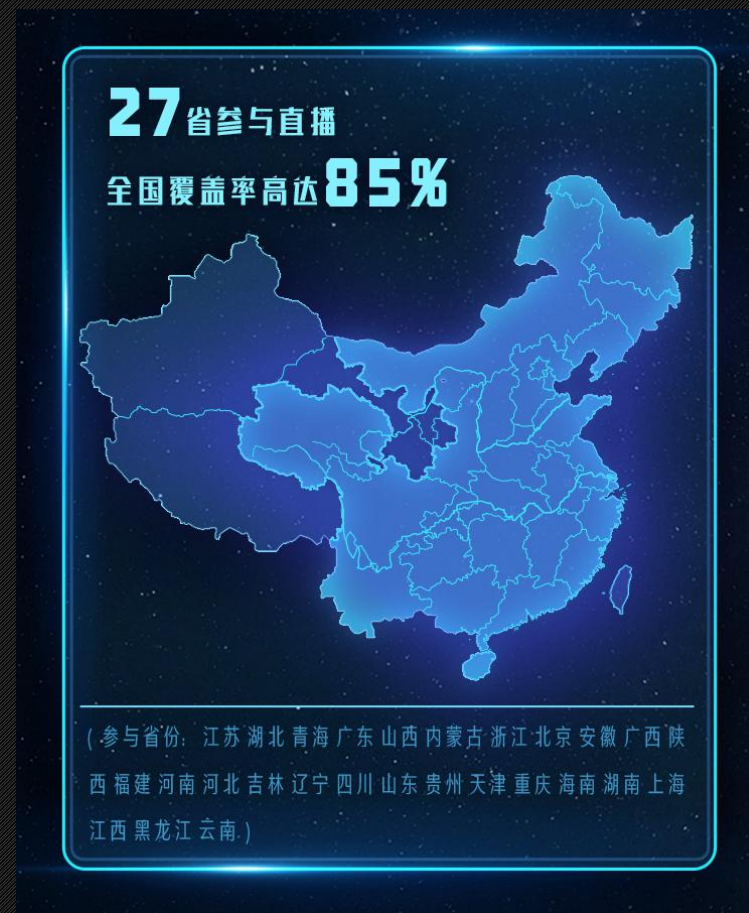 27省参与直播
全国覆盖率高达85%
(参与省份: 江苏 湖北 青海 广东 山西 内蒙古 浙江 北京 安徽 广西 陕
西 福建 河南 河北 吉林 辽宁 四川 山东 贵州 天津 重庆 海南 湖南 上海
江西 黑龙江 云南)